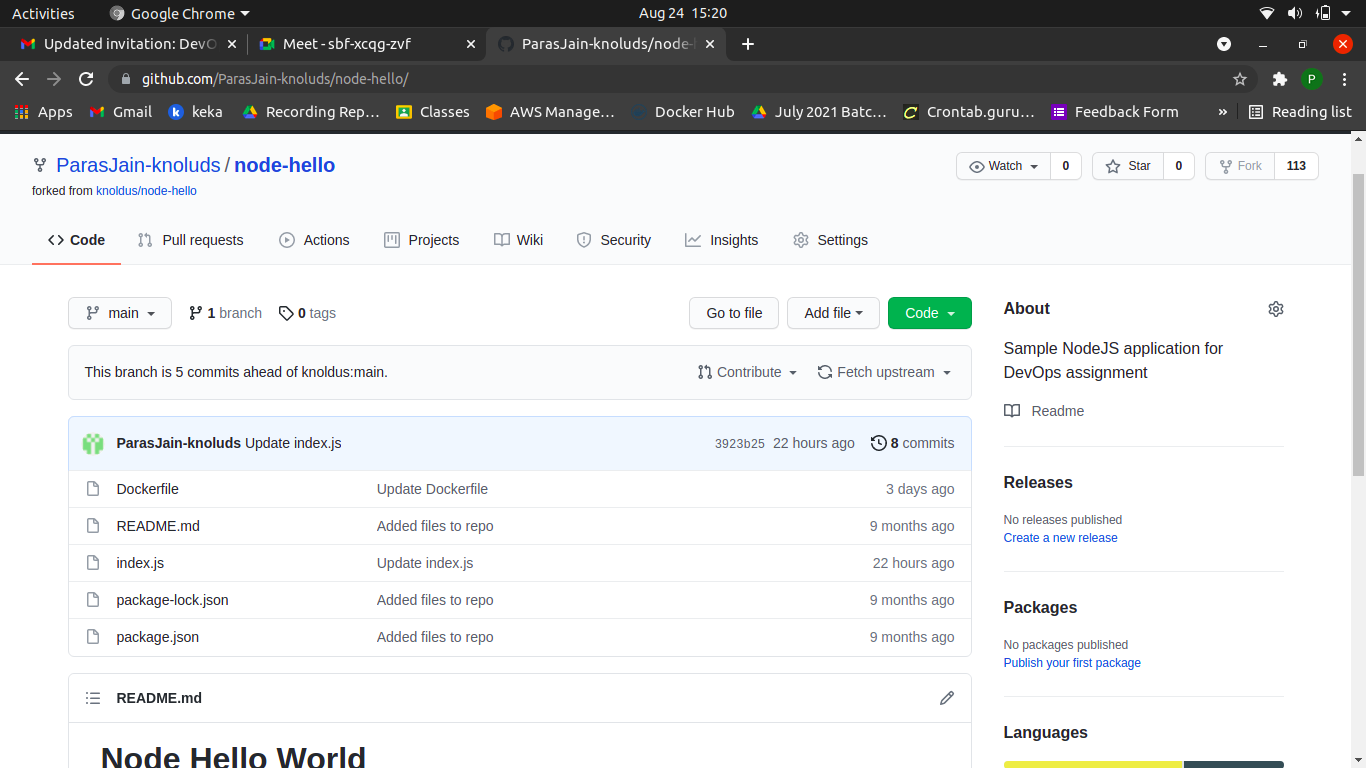 Activities Google Chrome Aug 24 15:20
Updated invitation: DevO Meet - sbf-xcqg-zvf ParasJain-knoluds/node-
github.com/ParasJain-knoluds/node-hello/ P
Apps Gmail keka Recording Rep… Classes AWS Manage… Docker Hub July 2021 Batc… Crontab.guru… Feedback Form » Reading list
ParasJain-knoluds / node-hello Watch 0 Star 0 Fork 113
forked from knoldus/node-hello
Code Pull requests Actions Projects Wiki Security Insights Settings
main 1 branch 0 tags Go to file Add file Code
About
Sample NodeJS application for
DevOps assignment
Readme
This branch is 5 commits ahead of knoldus:main. Contribute Fetch upstream
ParasJain-knoluds Update index.js 3923b25 22 hours ago 8 commits
Dockerfile Update Dockerfile 3 days ago
README.md Added files to repo 9 months ago
index.js Update index.js 22 hours ago
package-lock.json Added files to repo 9 months ago
package.json Added files to repo 9 months ago
Releases
No releases published
Create a new release
Packages
No packages published
Publish your first package
Languages
README.md
Node Hello World